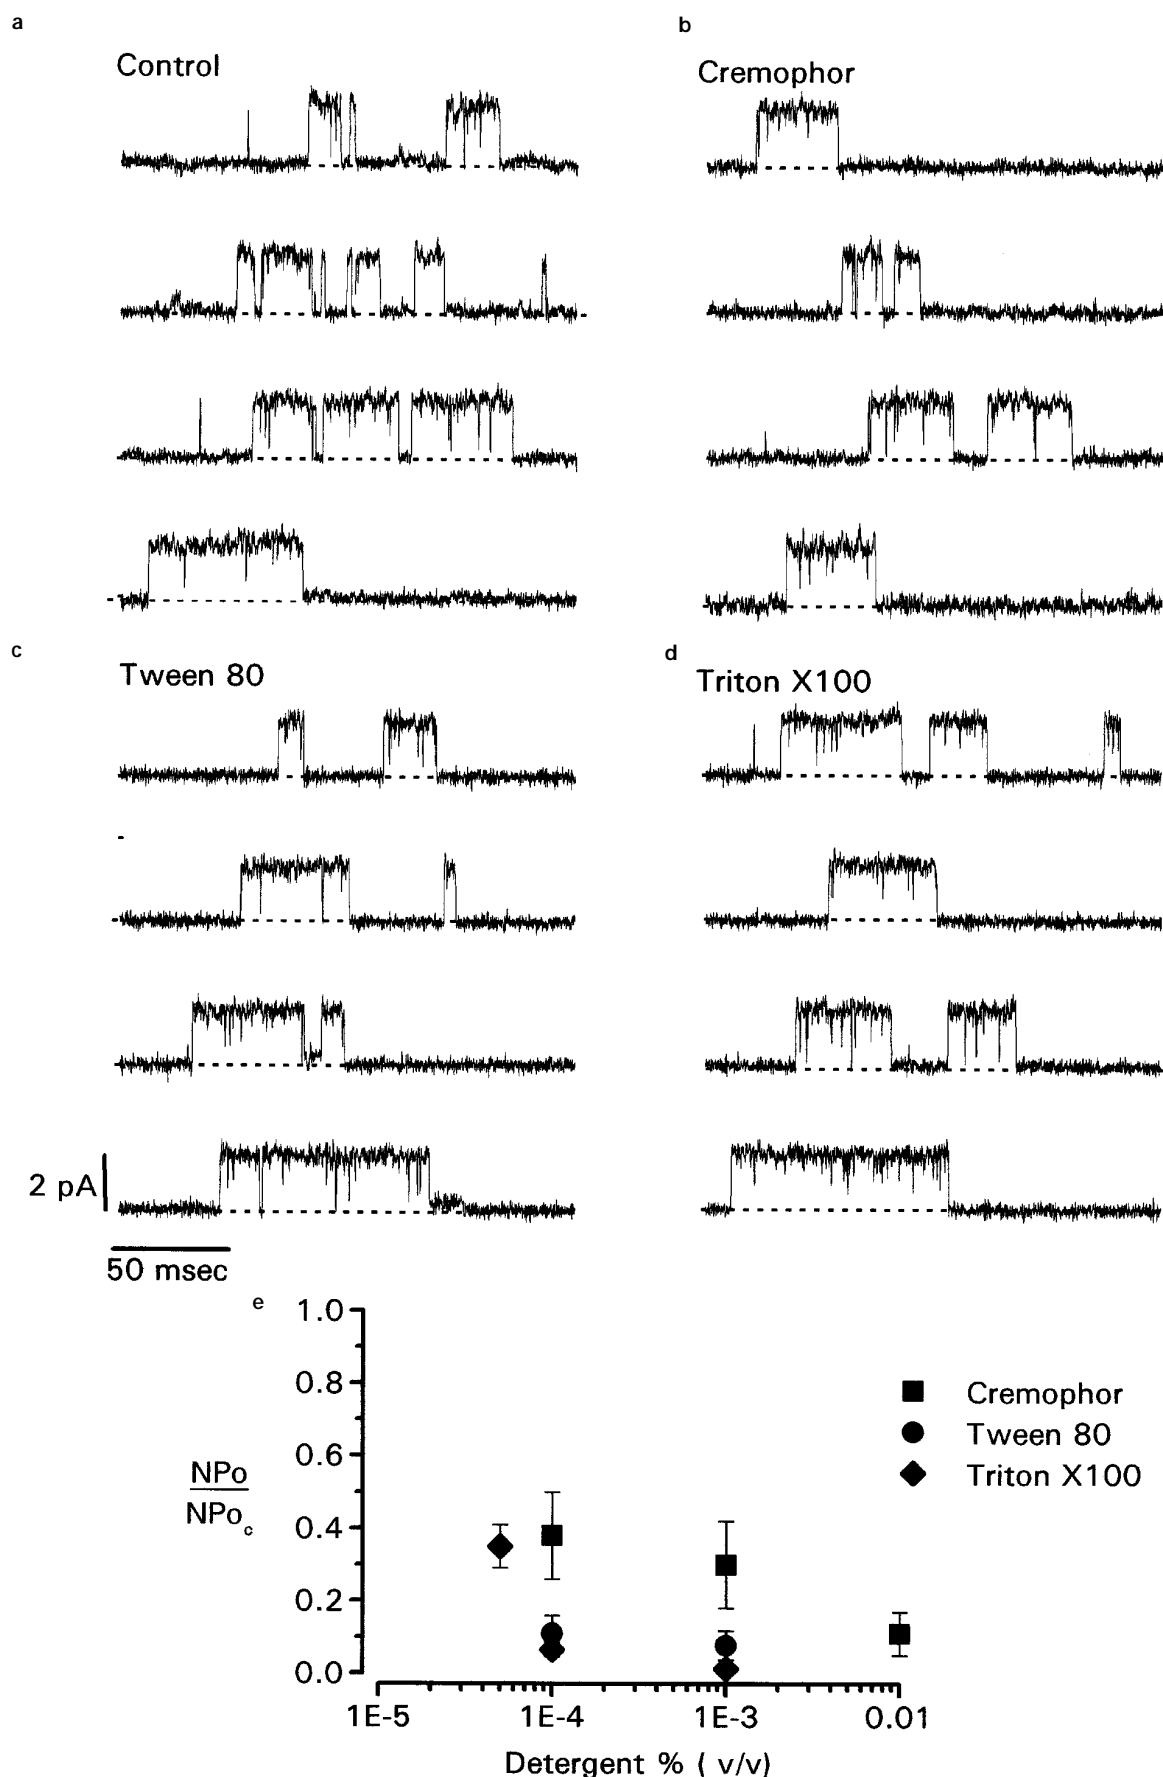 a
b
Control
Cremophor
c
d
Tween 80
Triton X100
2 pA
50 msec
e
1.0
0.8
0.6
0.4
0.2
0.0
NPo
NPoc
Cremophor
Tween 80
Triton X100
1E-5
1E-4
1E-3
0.01
Detergent % ( v/v)